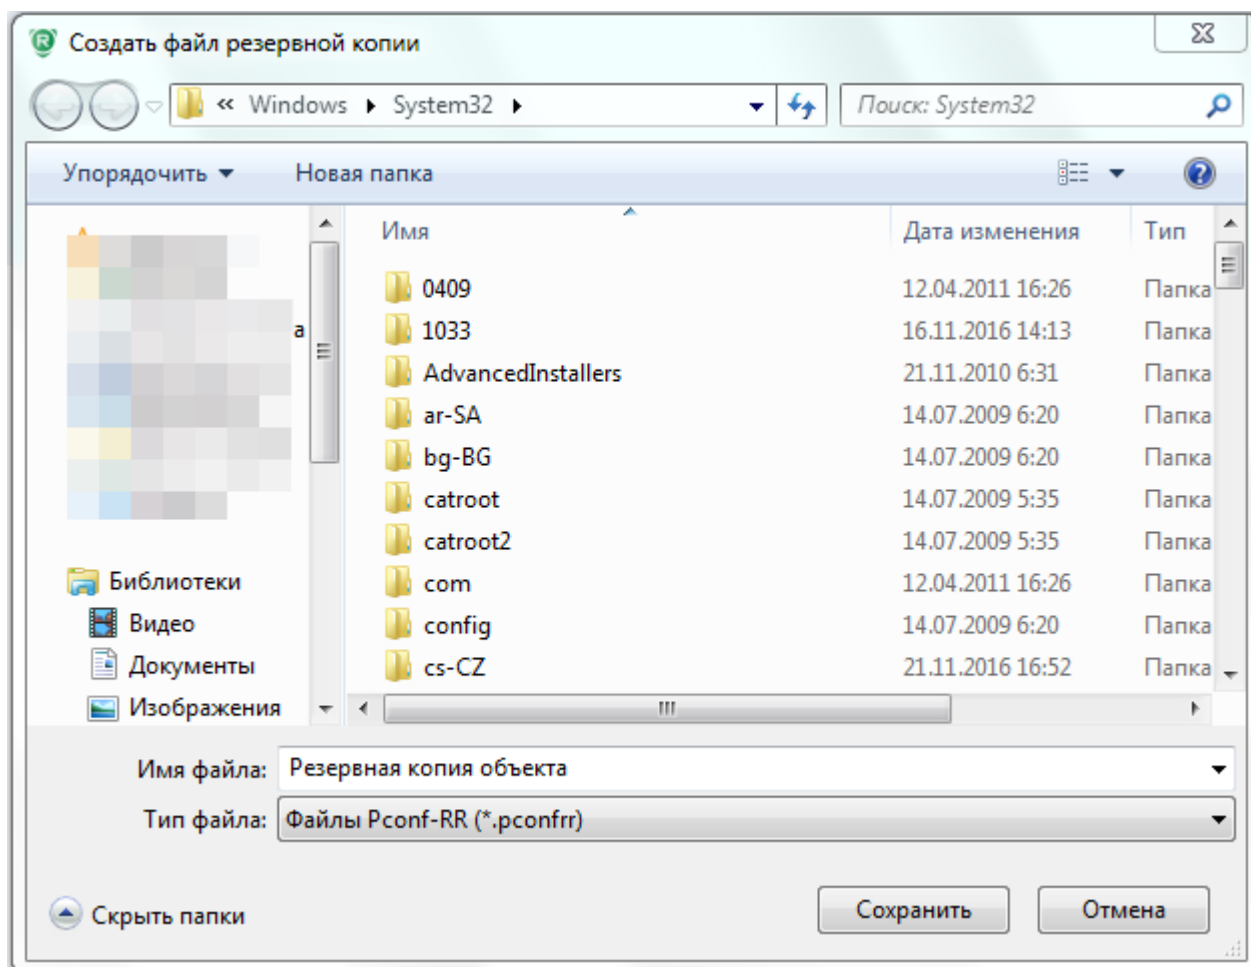 Создать файл резервной копии
« Windows ▸ System32 ▸ Поиск: System32
Упорядочить ▾ Новая папка
Имя Дата изменения Тип
0409 12.04.2011 16:26 Папка
1033 16.11.2016 14:13 Папка
а
AdvancedInstallers 21.11.2010 6:31 Папка
ar-SA 14.07.2009 6:20 Папка
bg-BG 14.07.2009 6:20 Папка
catroot 14.07.2009 5:35 Папка
catroot2 14.07.2009 5:35 Папка
Библиотеки com 12.04.2011 16:26 Папка
Видео config 14.07.2009 6:20 Папка
Документы cs-CZ 21.11.2016 16:52 Папка
Изображения
Имя файла: Резервная копия объекта
Тип файла: Файлы Pconf-RR (*.pconfrr)
Скрыть папки Сохранить Отмена